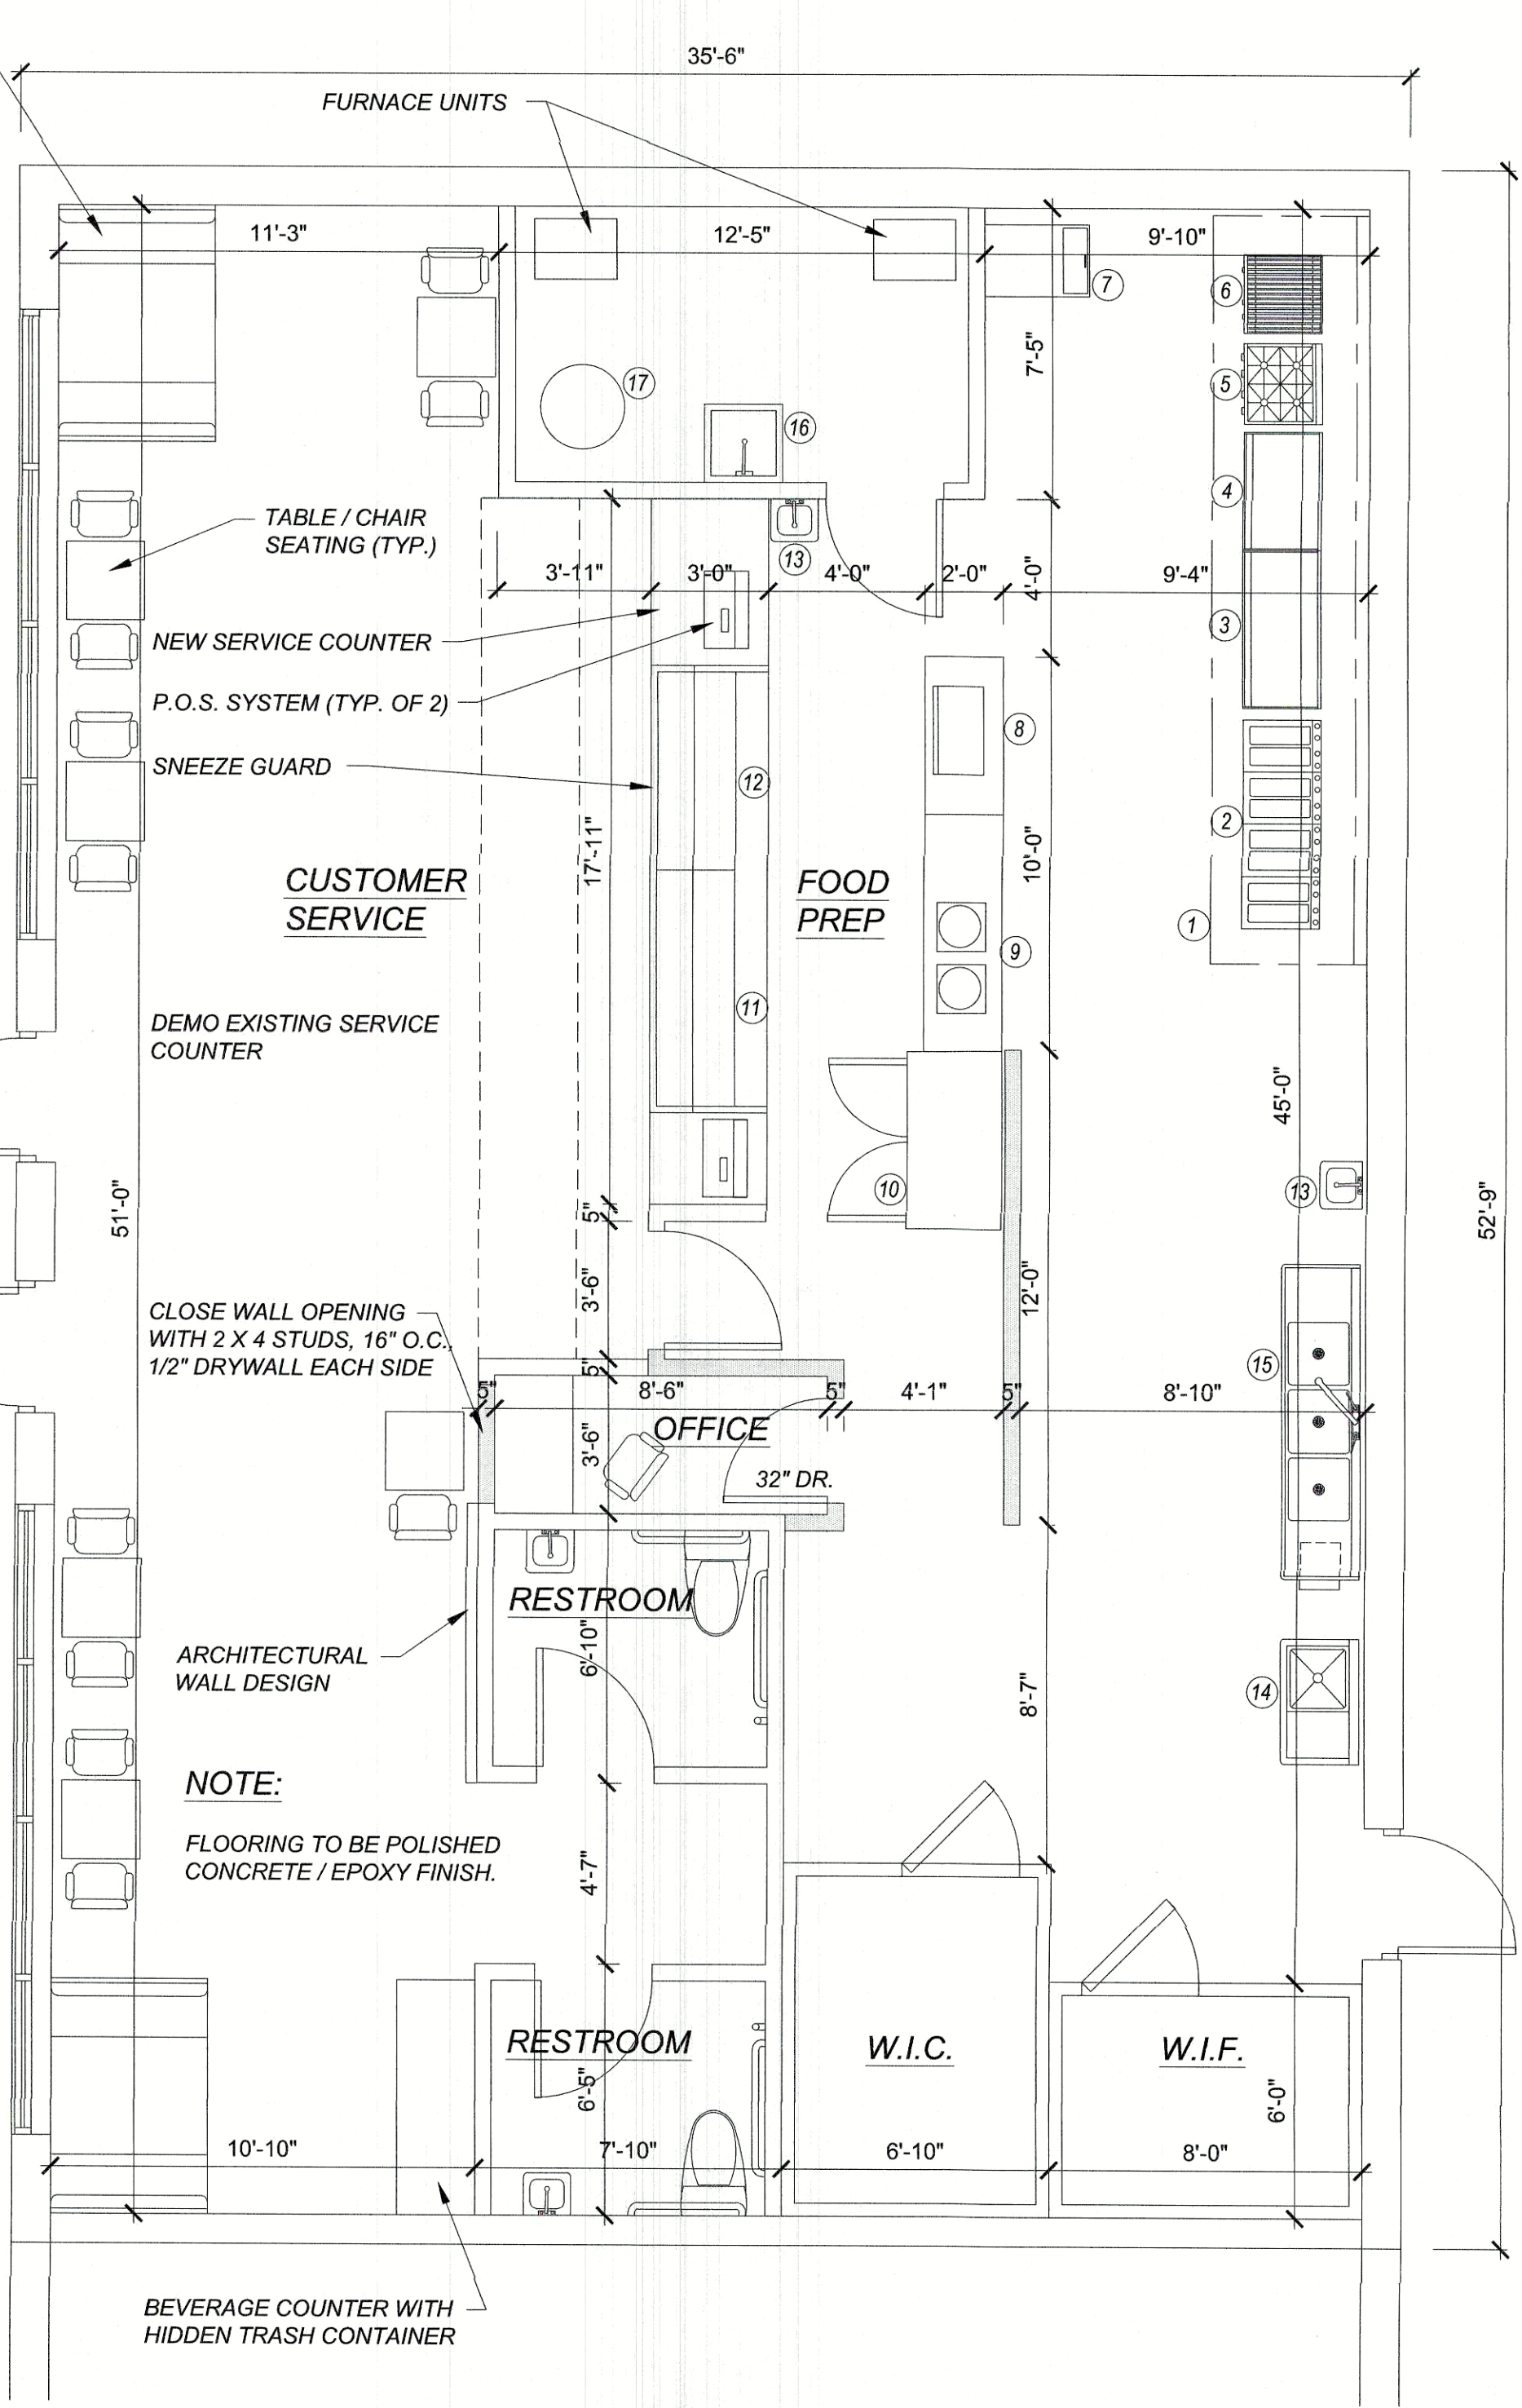 35'-6"
FURNACE UNITS
11'-3"
12'-5"
9'-10"
7
6
7'-5"
5
17
16
4
TABLE / CHAIR
SEATING (TYP.)
13
3'-11"
3'-0"
4'-0"
2'-0"
4'-0"
9'-4"
3
NEW SERVICE COUNTER
P.O.S. SYSTEM (TYP. OF 2)
8
SNEEZE GUARD
12
2
17'-11"
10'-0"
CUSTOMER
SERVICE
FOOD
PREP
1
9
11
DEMO EXISTING SERVICE
COUNTER
45'-0"
10
13
51'-0"
5"
52'-9"
3'-6"
12'-0"
CLOSE WALL OPENING
WITH 2 X 4 STUDS, 16" O.C.,
1/2" DRYWALL EACH SIDE
5"
15
5"
8'-6"
5"
4'-1"
5"
8'-10"
OFFICE
3'-6"
32" DR.
RESTROOM
6'-10"
ARCHITECTURAL
WALL DESIGN
8'-7"
14
NOTE:
FLOORING TO BE POLISHED
CONCRETE / EPOXY FINISH.
4'-7"
RESTROOM
W.I.C.
W.I.F.
6'-5"
6'-0"
10'-10"
7'-10"
6'-10"
8'-0"
BEVERAGE COUNTER WITH
HIDDEN TRASH CONTAINER